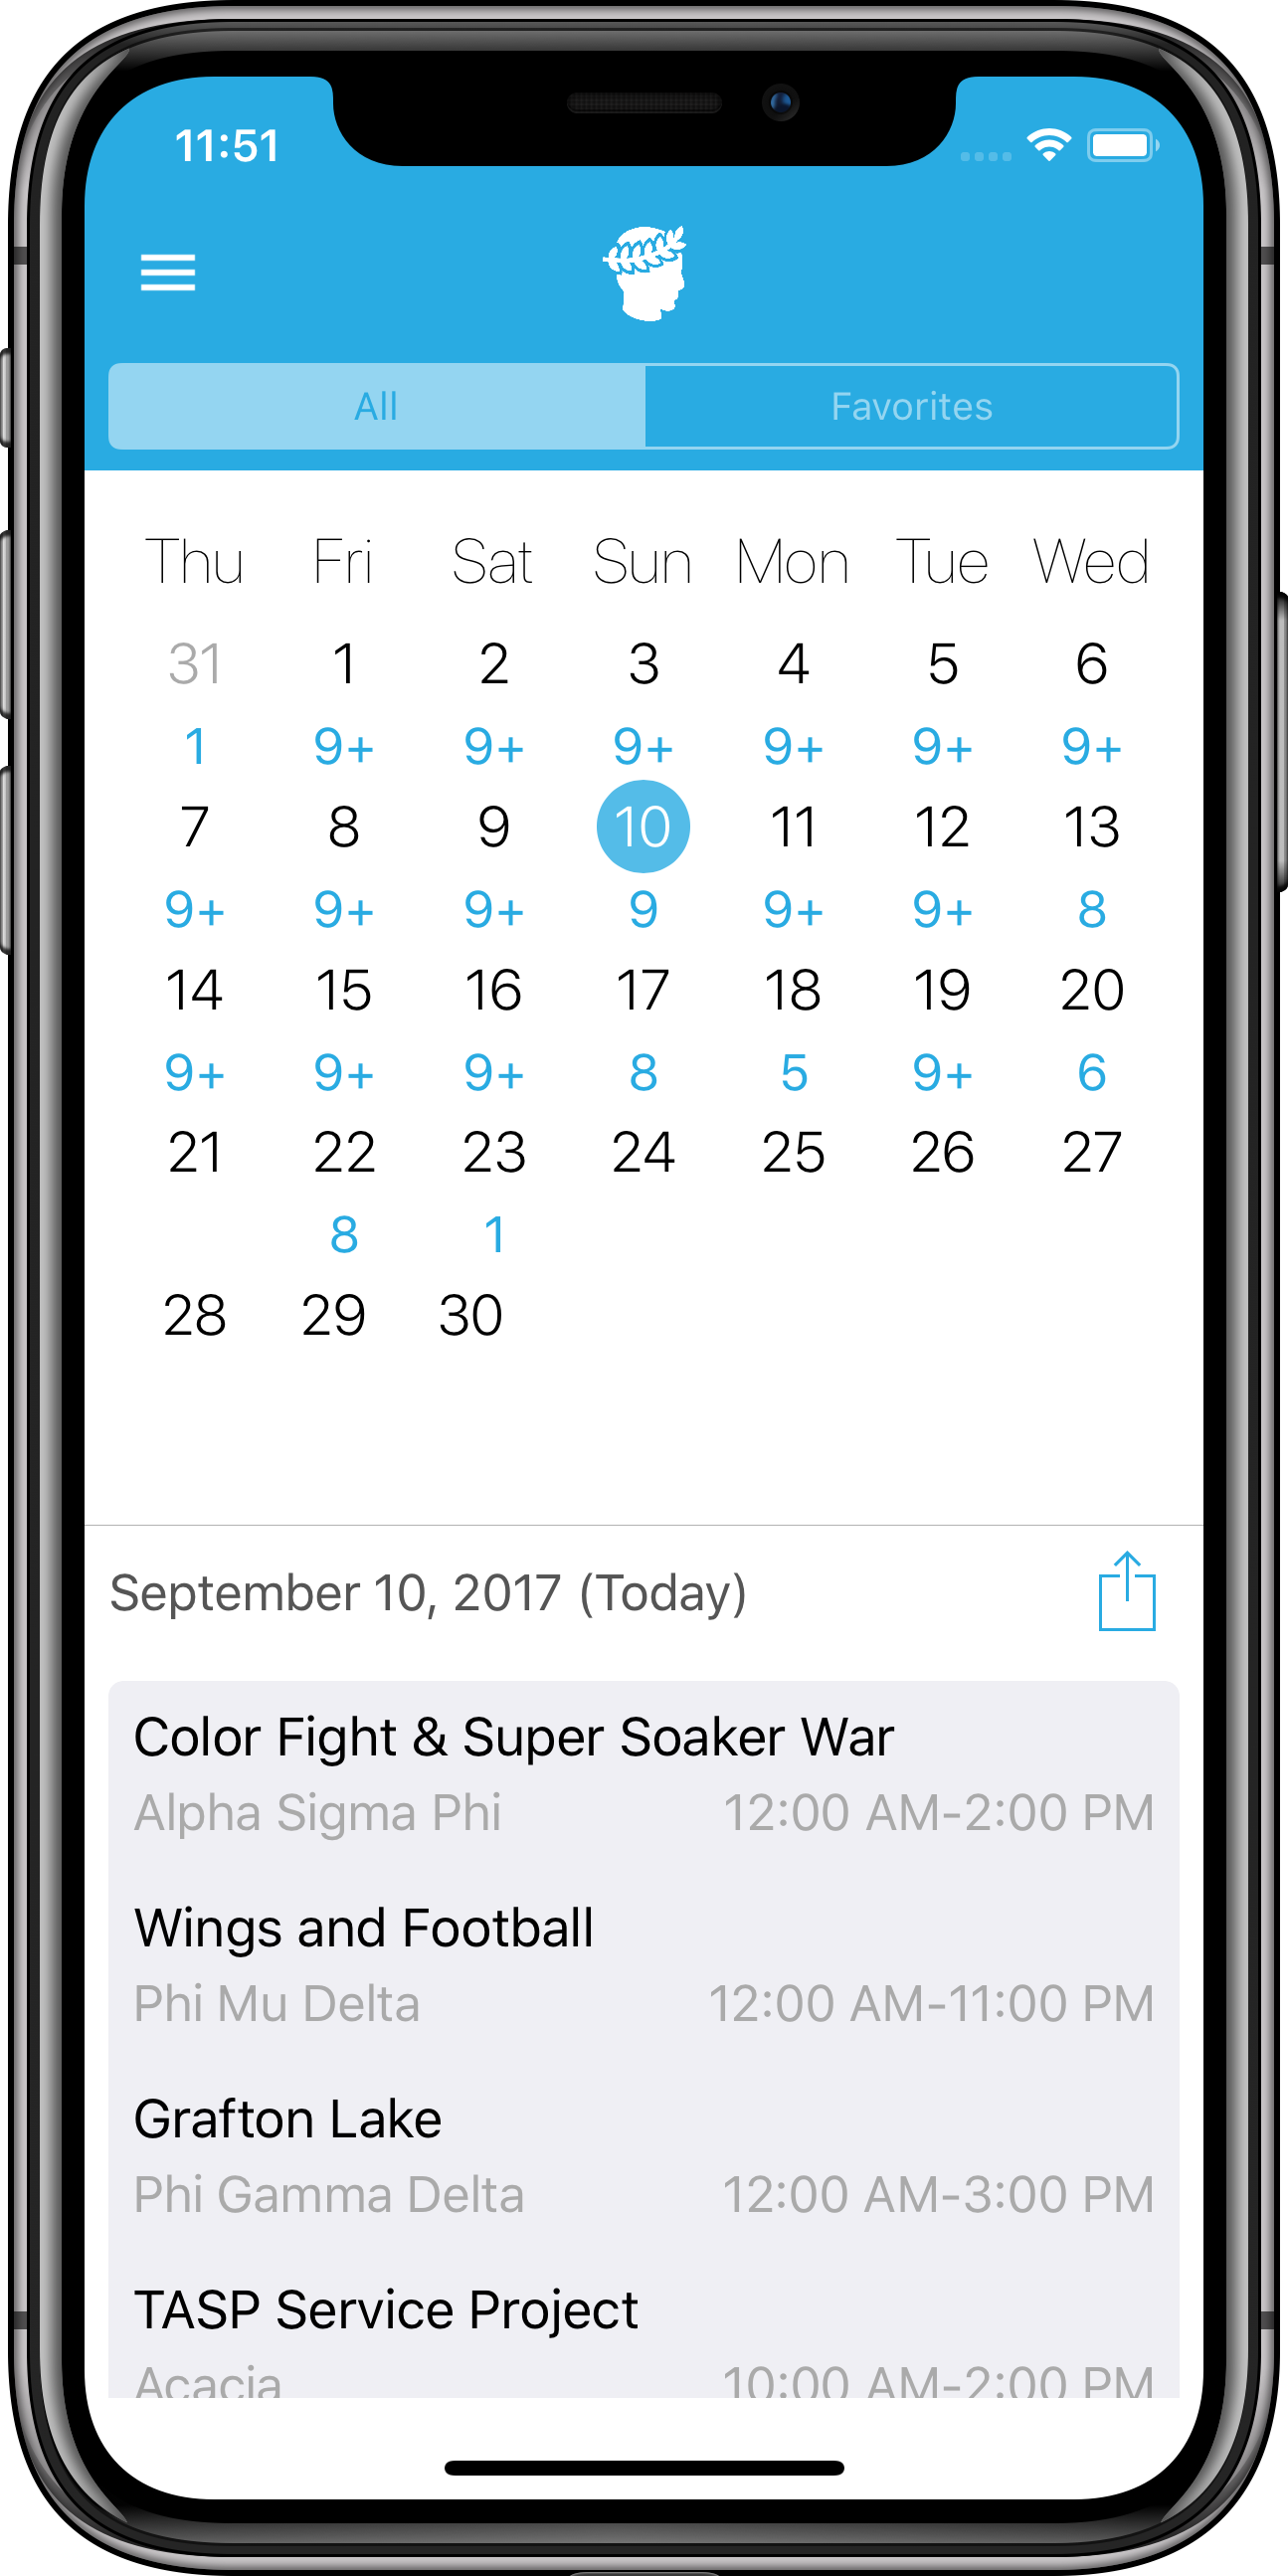 11:51
All Favorites
Thu Fri Sat Sun Mon Tue Wed
31 1 2 3 4 5 6
1 9+ 9+ 9+ 9+ 9+ 9+
7 8 9 10 11 12 13
9+ 9+ 9+ 9 9+ 9+ 8
14 15 16 17 18 19 20
9+ 9+ 9+ 8 5 9+ 6
21 22 23 24 25 26 27
8 1
28 29 30
September 10, 2017 (Today)
Color Fight & Super Soaker War
Alpha Sigma Phi 12:00 AM-2:00 PM
Wings and Football
Phi Mu Delta 12:00 AM-11:00 PM
Grafton Lake
Phi Gamma Delta 12:00 AM-3:00 PM
TASP Service Project
Acacia 10:00 AM-2:00 PM